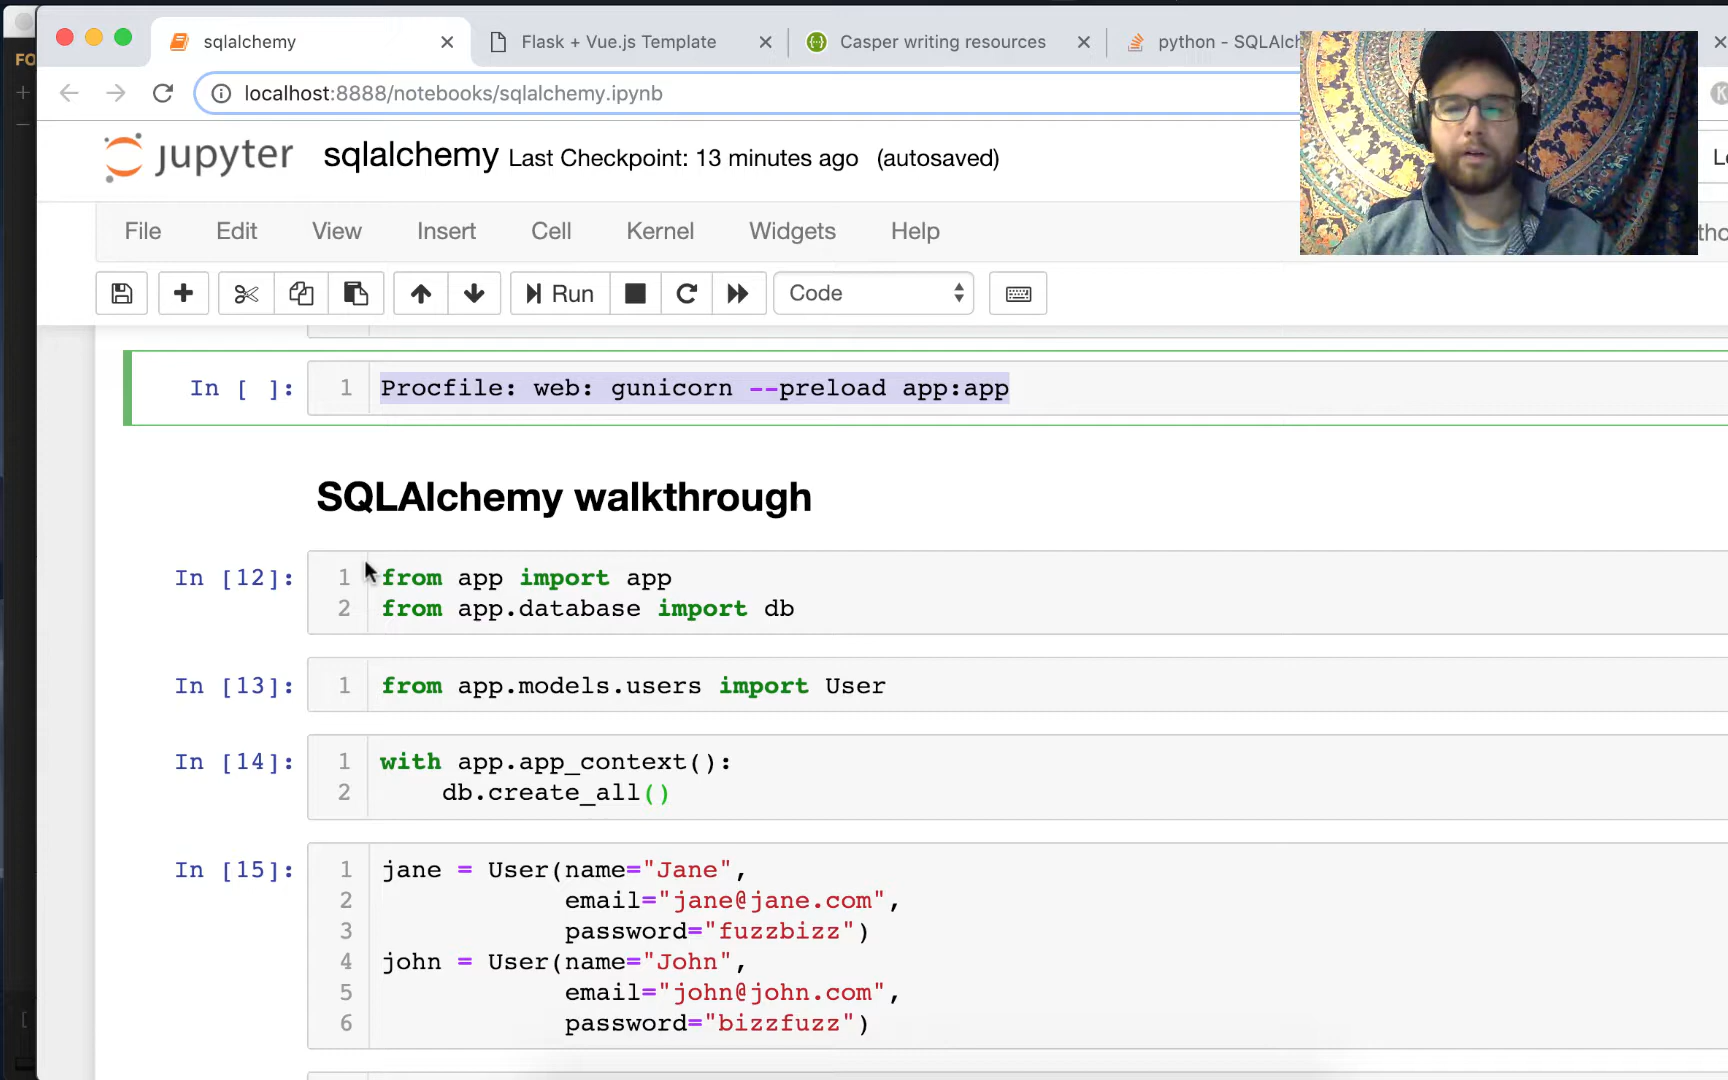 FO
sqlalchemy
Flask + Vue.js Template
Casper writing resources
python - SQLAlch
localhost:8888/notebooks/sqlalchemy.ipynb
K
jupyter sqlalchemy Last Checkpoint: 13 minutes ago (autosaved)
File Edit View Insert Cell Kernel Widgets Help
Run Code
In [ ]: 1 Procfile: web: gunicorn --preload app:app
SQLAlchemy walkthrough
In [12]: 1 from app import app
2 from app.database import db
In [13]: 1 from app.models.users import User
In [14]: 1 with app.app_context():
2 db.create_all()
In [15]: 1 jane = User(name="Jane",
2 email="jane@jane.com",
3 password="fuzzbizz")
4 john = User(name="John",
5 email="john@john.com",
6 password="bizzfuzz")